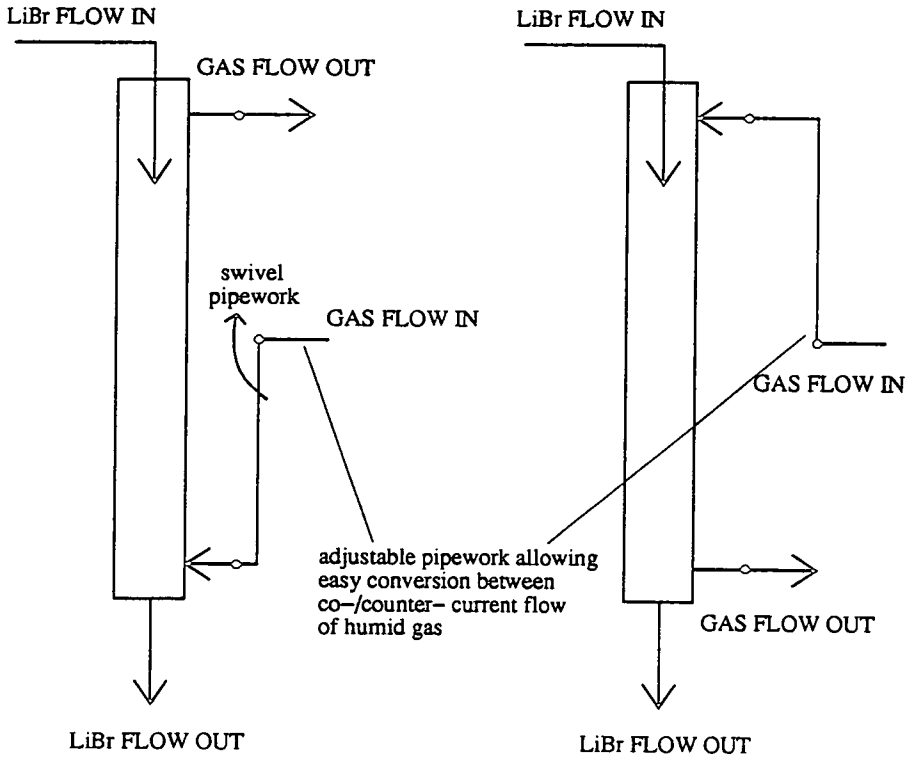 LiBr FLOW IN
GAS FLOW OUT
swivel
pipework
GAS FLOW IN
LiBr FLOW OUT
adjustable pipework allowing
easy conversion between
co–/counter– current flow
of humid gas
LiBr FLOW IN
GAS FLOW IN
GAS FLOW OUT
LiBr FLOW OUT